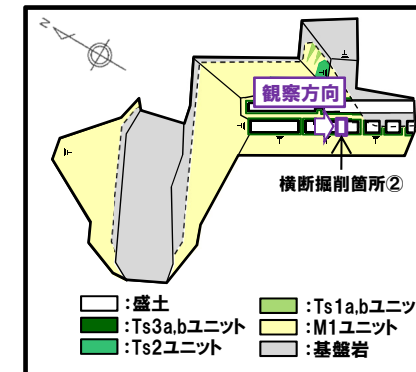 N
観察方向
横断掘削箇所②
:盛土
:Ts3a,bユニット
:Ts2ユニット
:Ts1a,bユニッ
:M1ユニット
:基盤岩